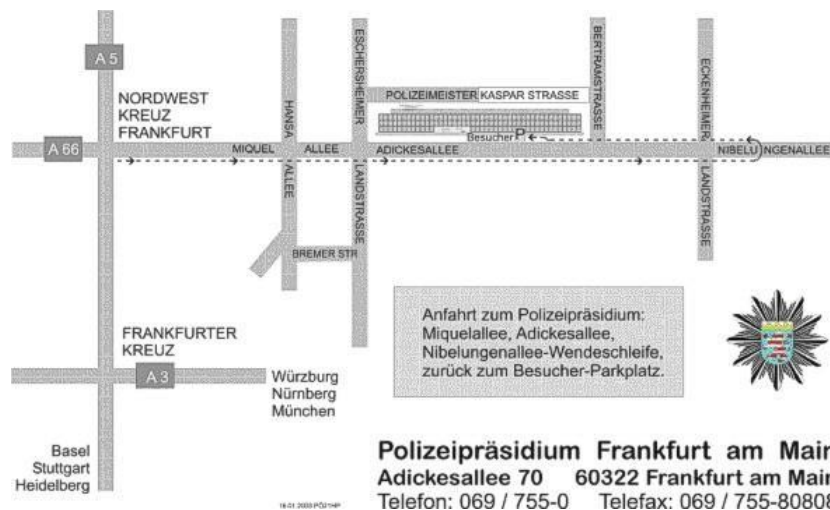 A 5
NORDWEST
KREUZ
FRANKFURT
A 66
MIQUEL ALLEE
HANSA ALLEE
ESCHERSHEIMER LANDSTRASSE
POLIZEIMEISTER KASPAR STRASSE
BERTRAMSTRASSE
ECKENHEIMER LANDSTRASSE
Besucher P
ADICKESALLEE
NIBELUNGENALLEE
BREMER STR
Anfahrt zum Polizeipräsidium:
Miquelallee, Adickesallee,
Nibelungenallee-Wendeschleife,
zurück zum Besucher-Parkplatz.
FRANKFURTER
KREUZ
A 3
Würzburg
Nürnberg
München
Basel
Stuttgart
Heidelberg
Polizeipräsidium Frankfurt am Main
Adickesallee 70 60322 Frankfurt am Main
Telefon: 069 / 755-0 Telefax: 069 / 755-80808